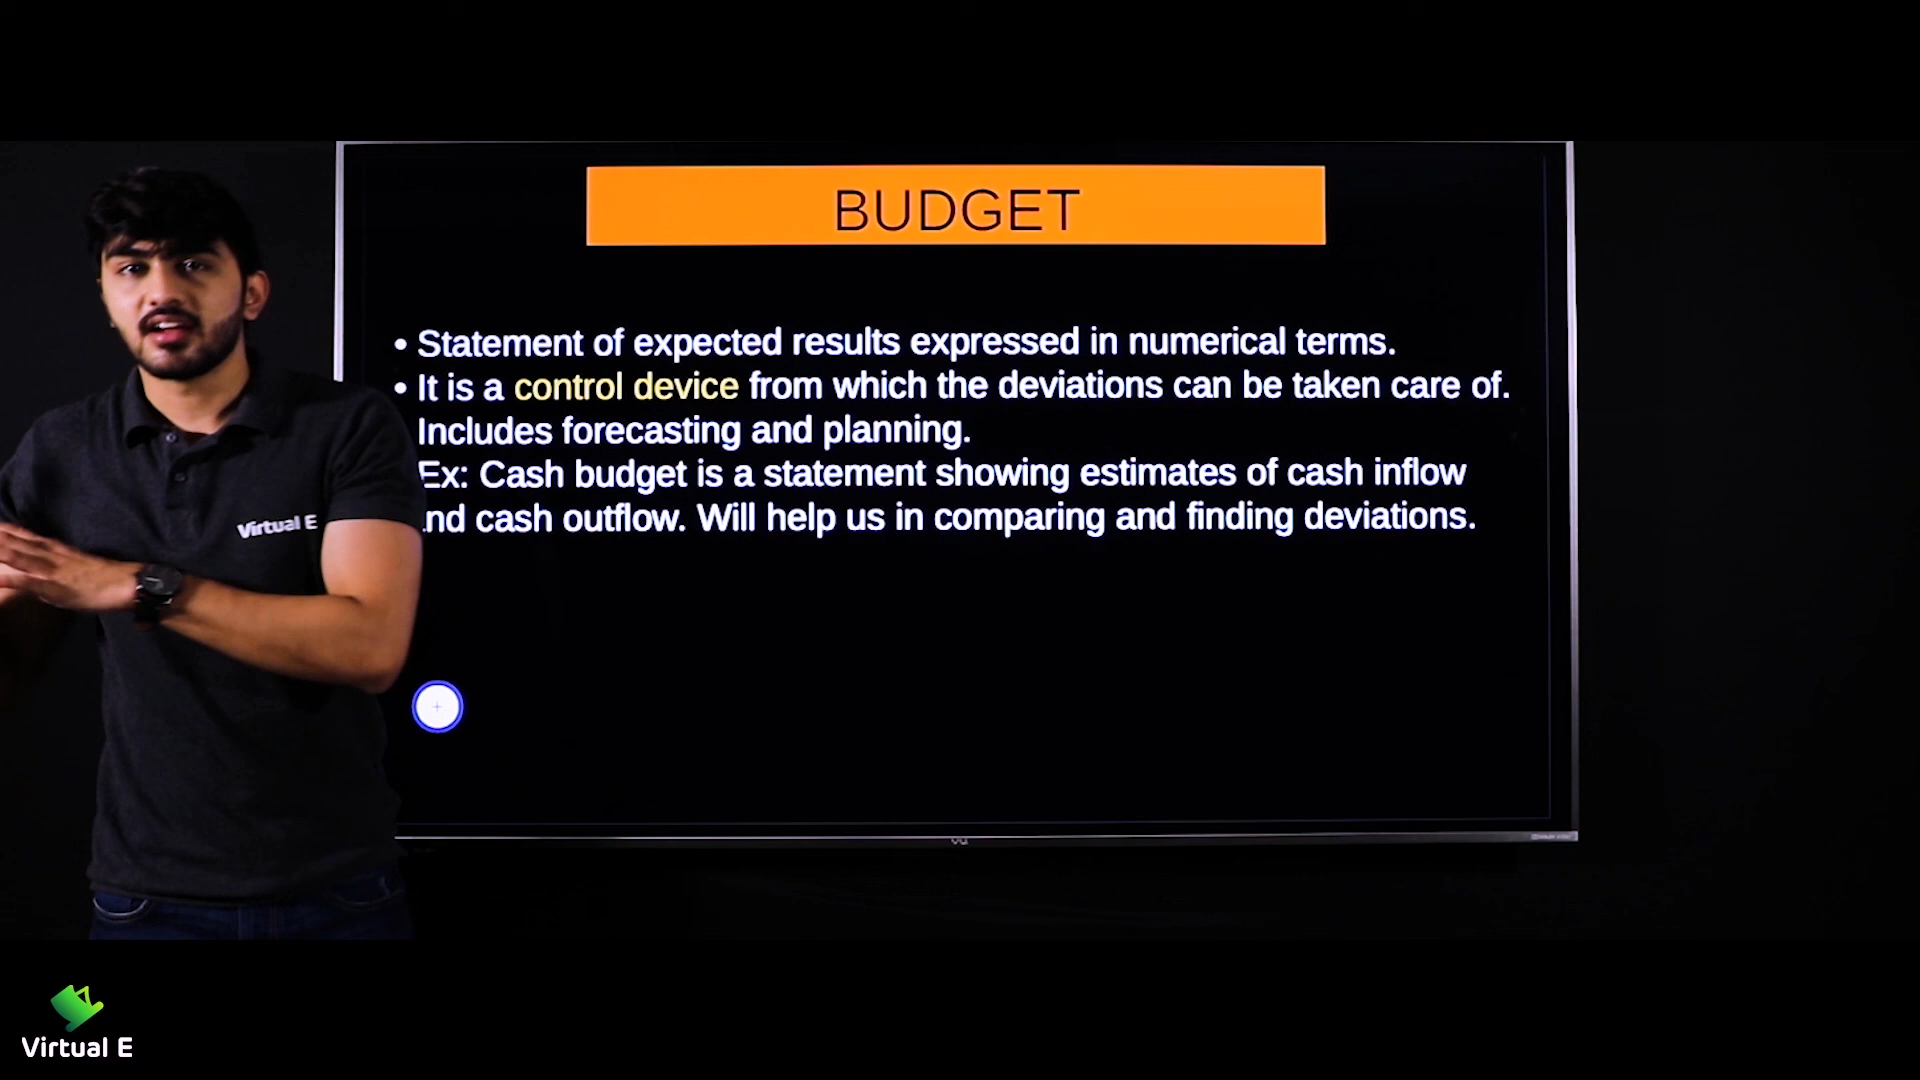 BUDGET
• Statement of expected results expressed in numerical terms.
• It is a control device from which the deviations can be taken care of.
Includes forecasting and planning.
Ex: Cash budget is a statement showing estimates of cash inflow
cash outflow. Will help us in comparing and finding deviations.
Virtual E
Virtual E